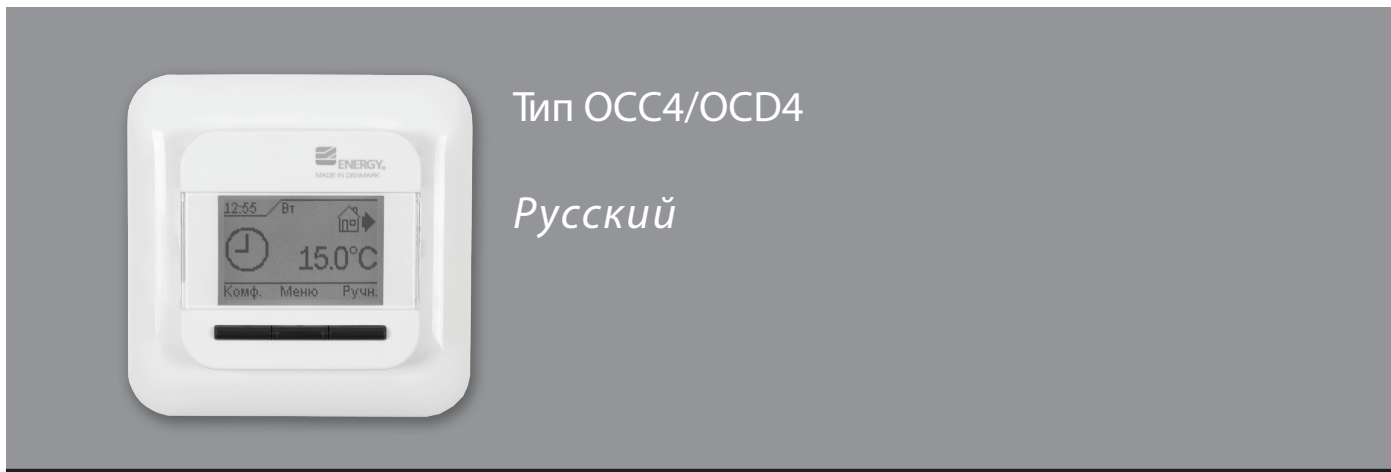 Тип OCC4/OCD4
Русский
ENERGY®
MADE IN DENMARK
12:55 Вт
15.0°C
Комф. Меню Ручн.